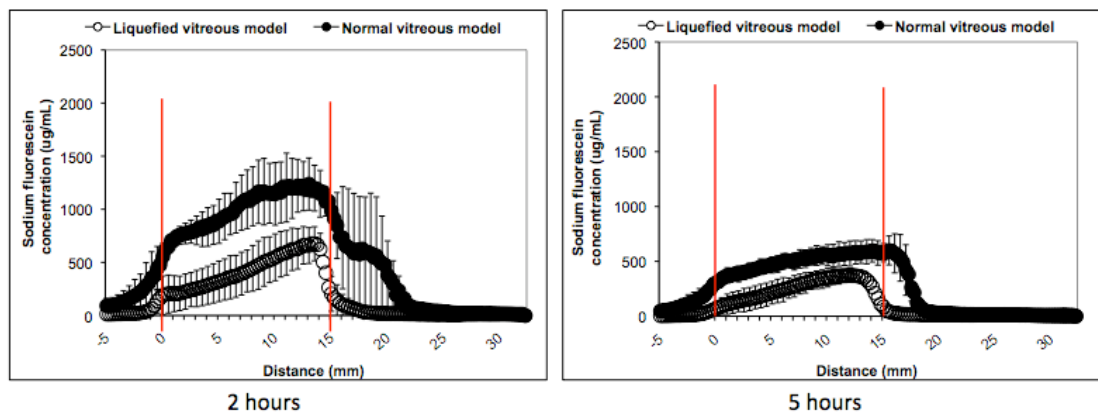 Liquefied vitreous model Normal vitreous model
2500
2000
1500
1000
500
0
Sodium fluorescein
concentration (ug/mL)
-5 0 5 10 15 20 25 30
Distance (mm)
2 hours
Liquefied vitreous model Normal vitreous model
2500
2000
1500
1000
500
0
Sodium fluorescein
concentration (ug/mL)
-5 0 5 10 15 20 25 30
Distance (mm)
5 hours